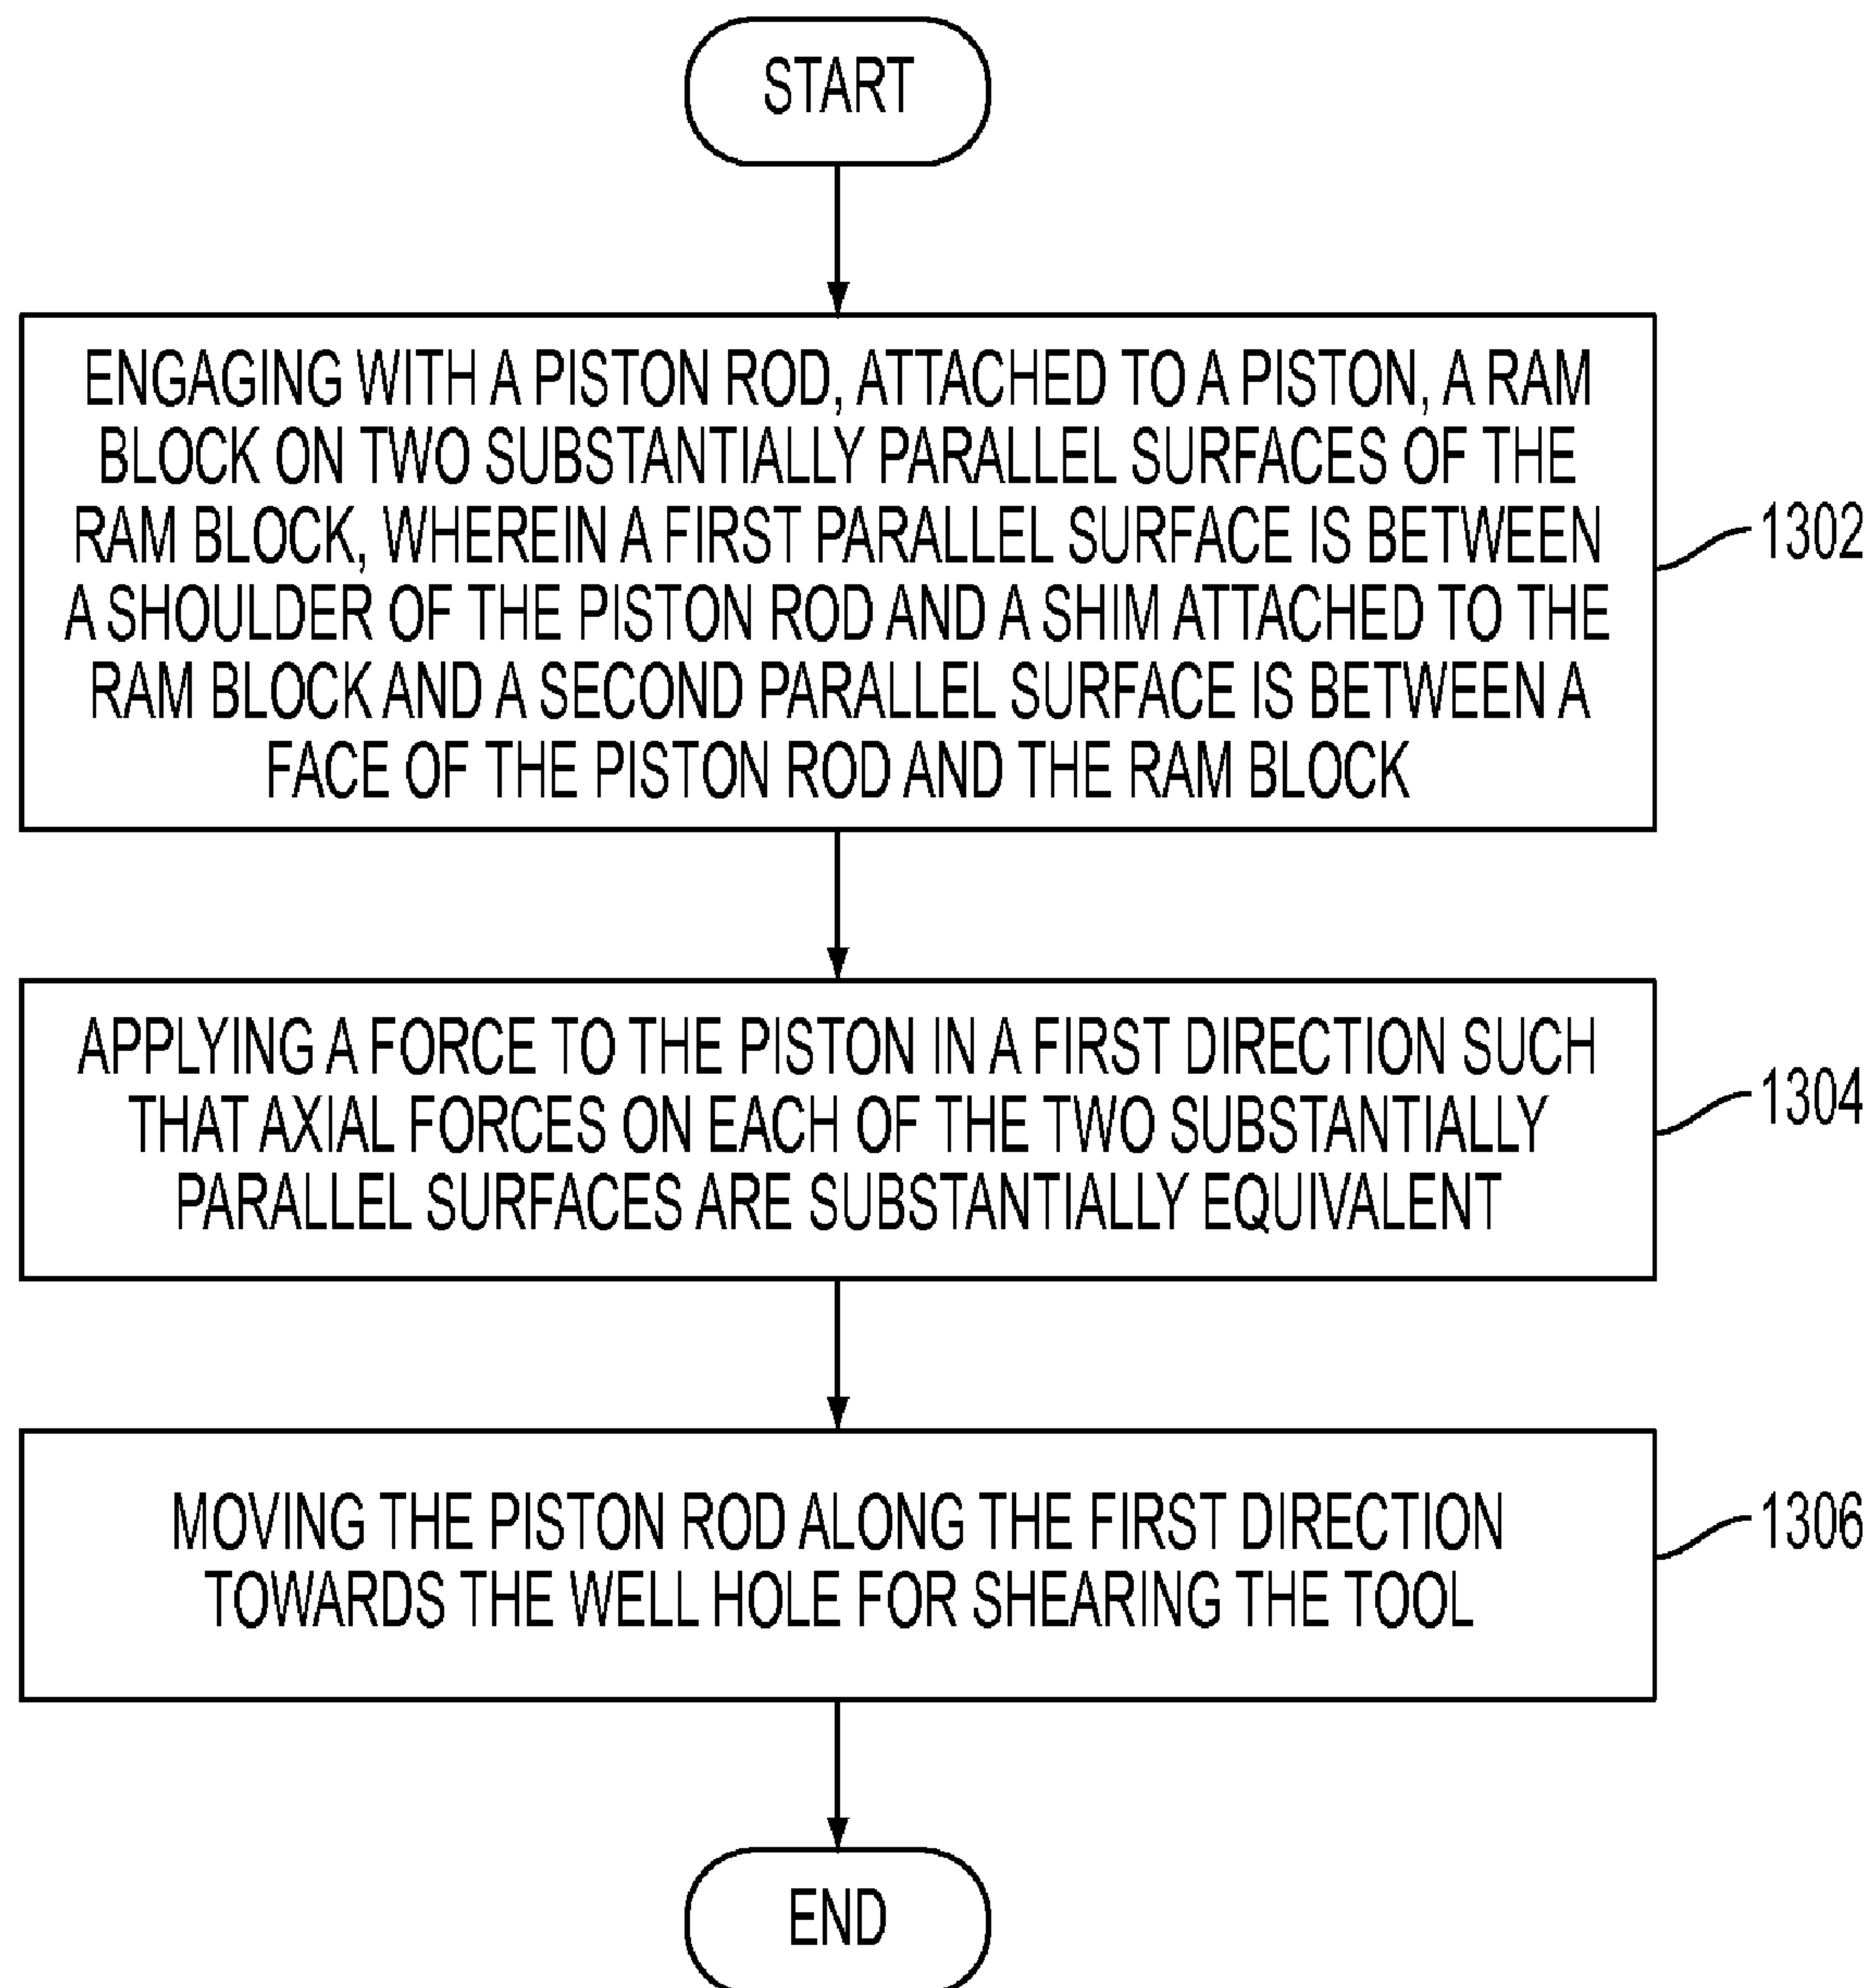 START
ENGAGING WITH A PISTON ROD, ATTACHED TO A PISTON, A RAM
BLOCK ON TWO SUBSTANTIALLY PARALLEL SURFACES OF THE
RAM BLOCK, WHEREIN A FIRST PARALLEL SURFACE IS BETWEEN
A SHOULDER OF THE PISTON ROD AND A SHIM ATTACHED TO THE
RAM BLOCK AND A SECOND PARALLEL SURFACE IS BETWEEN A
FACE OF THE PISTON ROD AND THE RAM BLOCK
1302
APPLYING A FORCE TO THE PISTON IN A FIRST DIRECTION SUCH
THAT AXIAL FORCES ON EACH OF THE TWO SUBSTANTIALLY
PARALLEL SURFACES ARE SUBSTANTIALLY EQUIVALENT
1304
MOVING THE PISTON ROD ALONG THE FIRST DIRECTION
TOWARDS THE WELL HOLE FOR SHEARING THE TOOL
1306
END